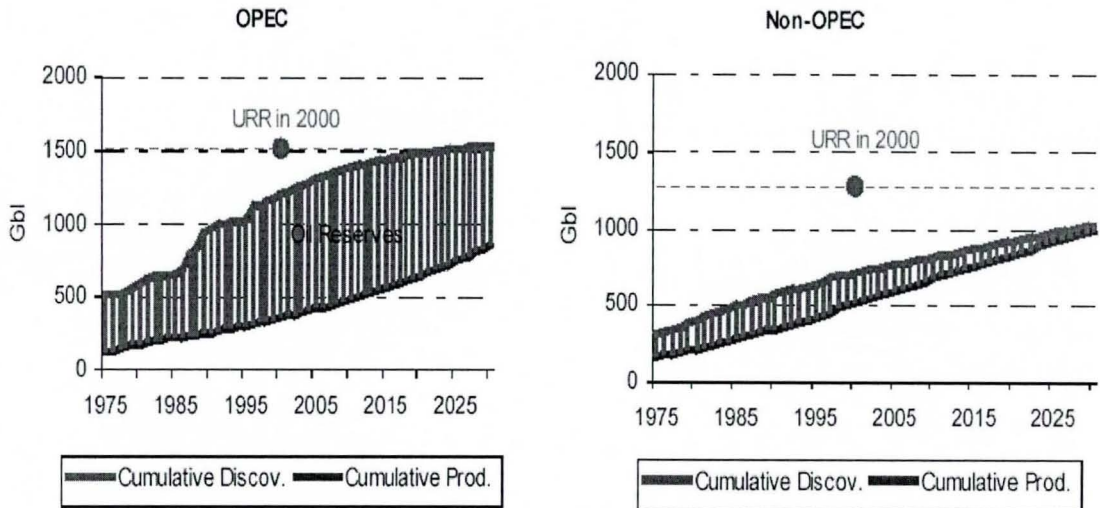 OPEC
2000
1500
1000
500
0
Gbl
URR in 2000
Oil Reserves
1975 1985 1995 2005 2015 2025
Cumulative Discov. Cumulative Prod.
Non-OPEC
2000
1500
1000
500
0
Gbl
URR in 2000
1975 1985 1995 2005 2015 2025
Cumulative Discov. Cumulative Prod.